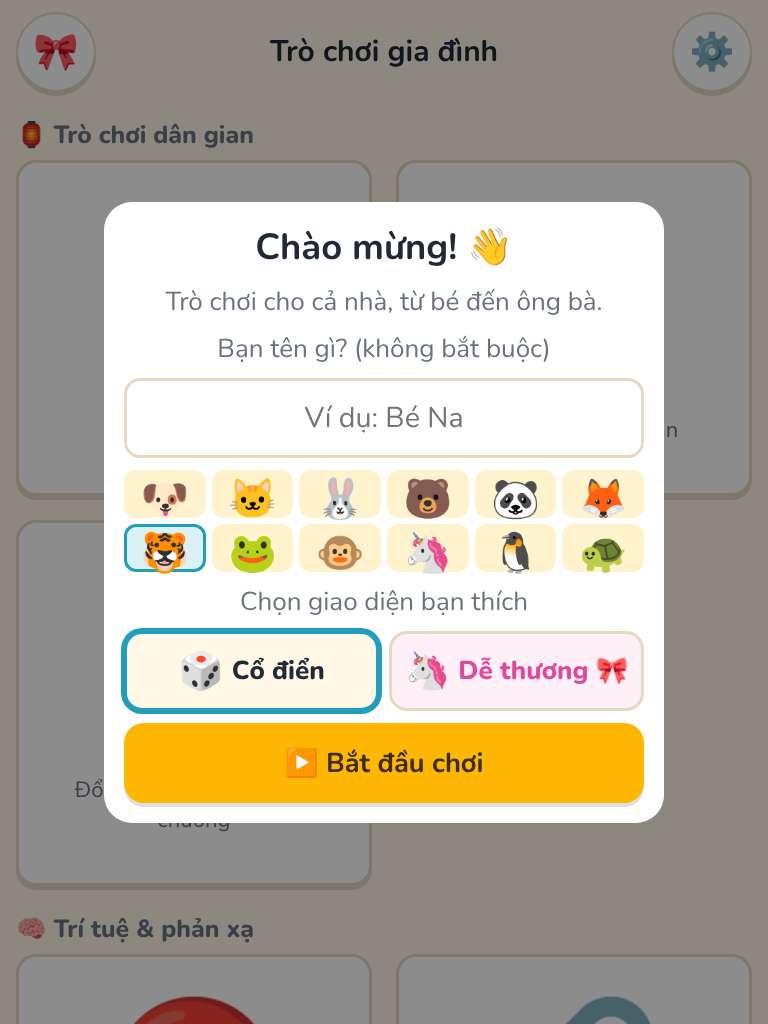 Trò chơi gia đình
Trò chơi dân gian
Chào mừng! 👋
Trò chơi cho cả nhà, từ bé đến ông bà.
Bạn tên gì? (không bắt buộc)
Ví dụ: Bé Na
Chọn giao diện bạn thích
Cổ điển
Dễ thương
Bắt đầu chơi
Trí tuệ & phản xạ